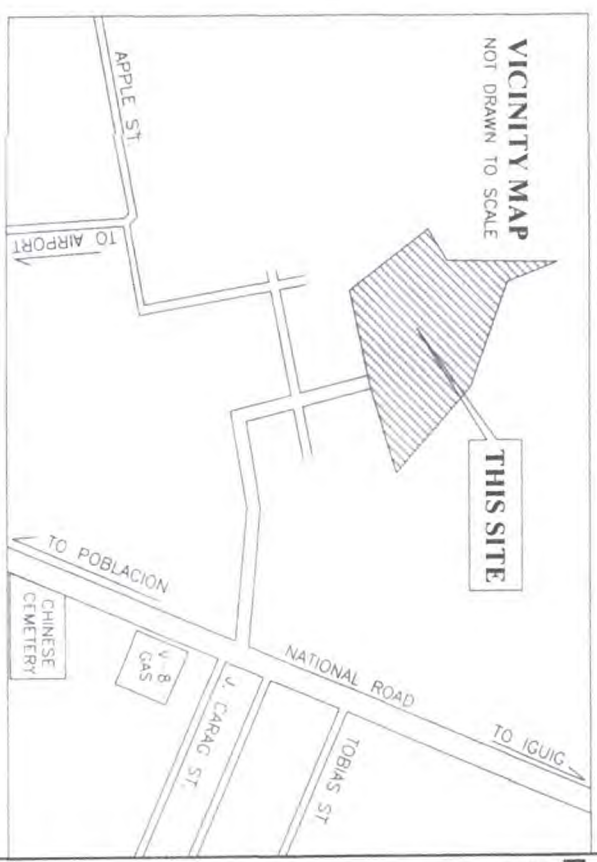 VICINITY MAP
NOT DRAWN TO SCALE
THIS SITE
APPLE ST.
TO AIRPORT
TO POBLACION
NATIONAL ROAD
TO IGUIG
CHINESE
CEMETERY
V-8
GAS
J. CARAG ST.
TOBIAS ST